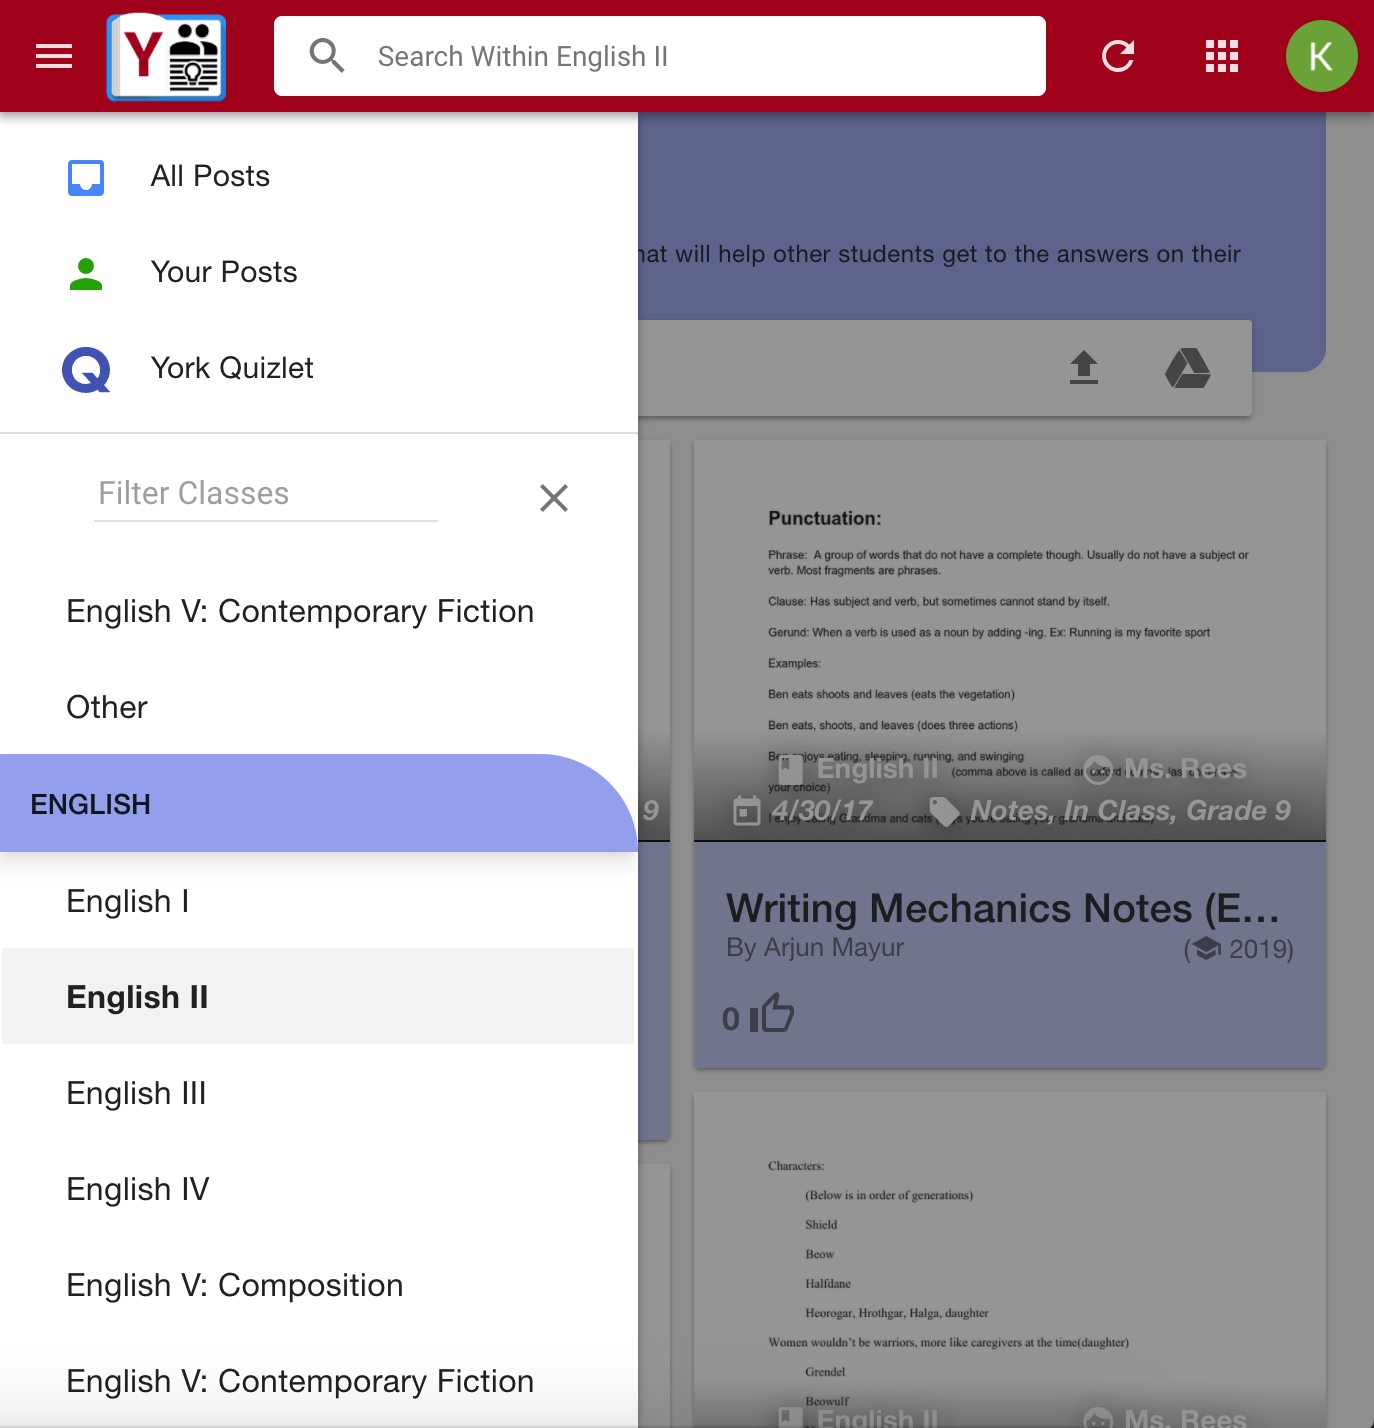 Y
Search Within English II
K
All Posts
Your Posts
York Quizlet
Filter Classes
English V: Contemporary Fiction
Other
ENGLISH
English I
English II
English III
English IV
English V: Composition
English V: Contemporary Fiction
will help other students get to the answers on their
9
Punctuation:
Phrase: A group of words that do not have a complete though. Usually do not have a subject or
verb. Most fragments are phrases.
Clause: Has subject and verb, but sometimes cannot stand by itself.
Gerund: When a verb is used as a noun by adding -ing. Ex: Running is my favorite sport
Examples:
Ben eats shoots and leaves (eats the vegetation)
Ben eats, shoots, and leaves (does three actions)
Ben enjoys eating, sleeping, running, and swinging
(comma above is called an oxford
your choice)
English II
Ms. Rees
4/30/17
Notes, In Class, Grade 9
I enjoy eating Grandma and cats
Writing Mechanics Notes (E...
By Arjun Mayur
( 2019)
0
Characters:
(Below is in order of generations)
Shield
Beow
Halfdane
Heorogar, Hrothgar, Halga, daughter
Women wouldn't be warriors, more like caregivers at the time(daughter)
Grendel
Beowulf
English II
Ms. Rees